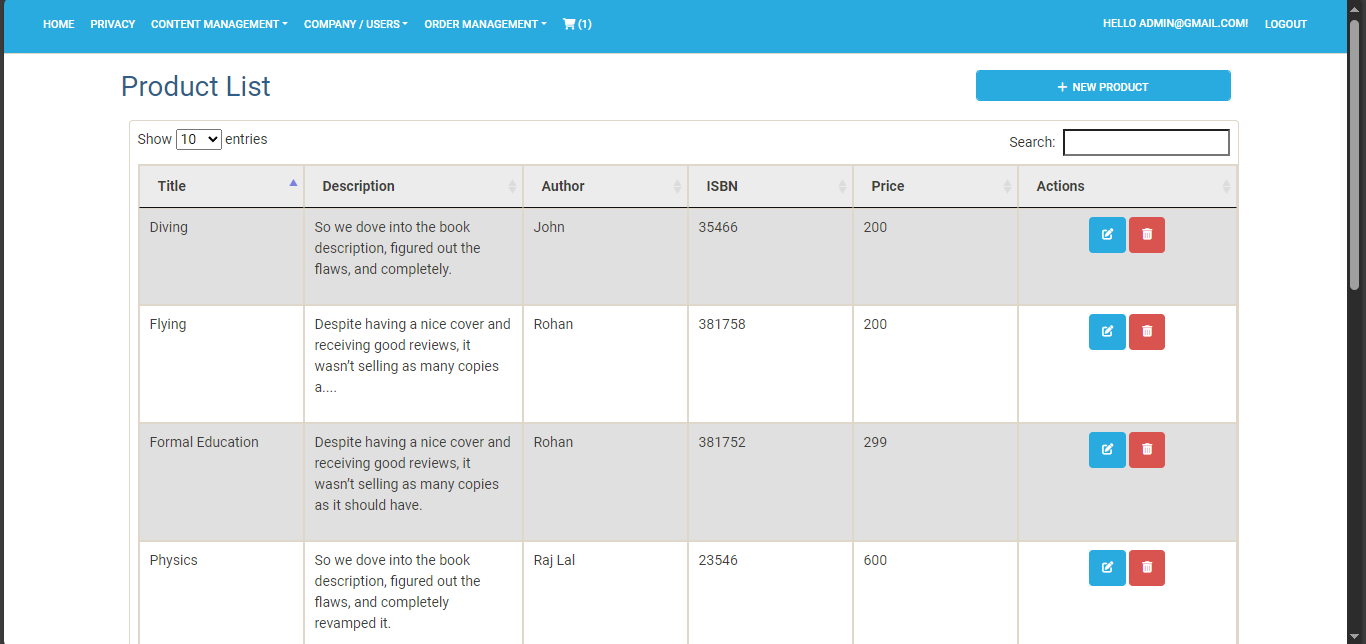 HOME PRIVACY CONTENT MANAGEMENT COMPANY / USERS ORDER MANAGEMENT (1) HELLO ADMIN@GMAIL.COM! LOGOUT
Product List
+ NEW PRODUCT
Show 10 entries
Search:
Title Description Author ISBN Price Actions
Diving
So we dove into the book
description, figured out the
flaws, and completely.
John
35466
200
Flying
Despite having a nice cover and
receiving good reviews, it
wasn’t selling as many copies
a....
Rohan
381758
200
Formal Education
Despite having a nice cover and
receiving good reviews, it
wasn’t selling as many copies
as it should have.
Rohan
381752
299
Physics
So we dove into the book
description, figured out the
flaws, and completely
revamped it.
Raj Lal
23546
600